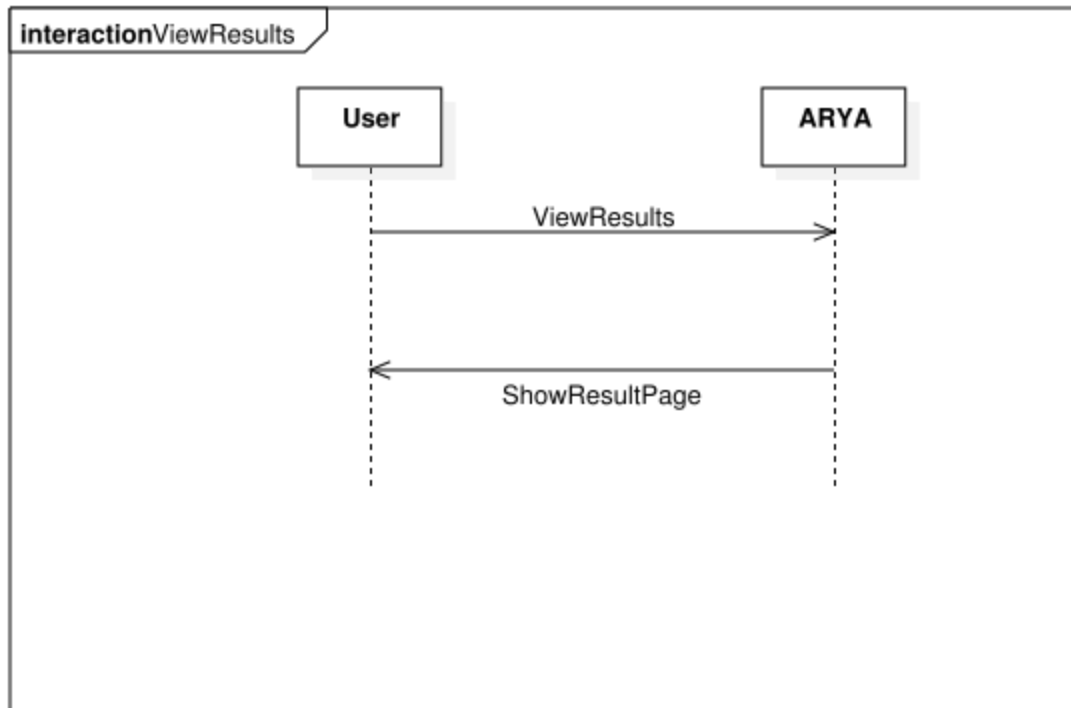 interactionViewResults
User
ARYA
ViewResults
ShowResultPage